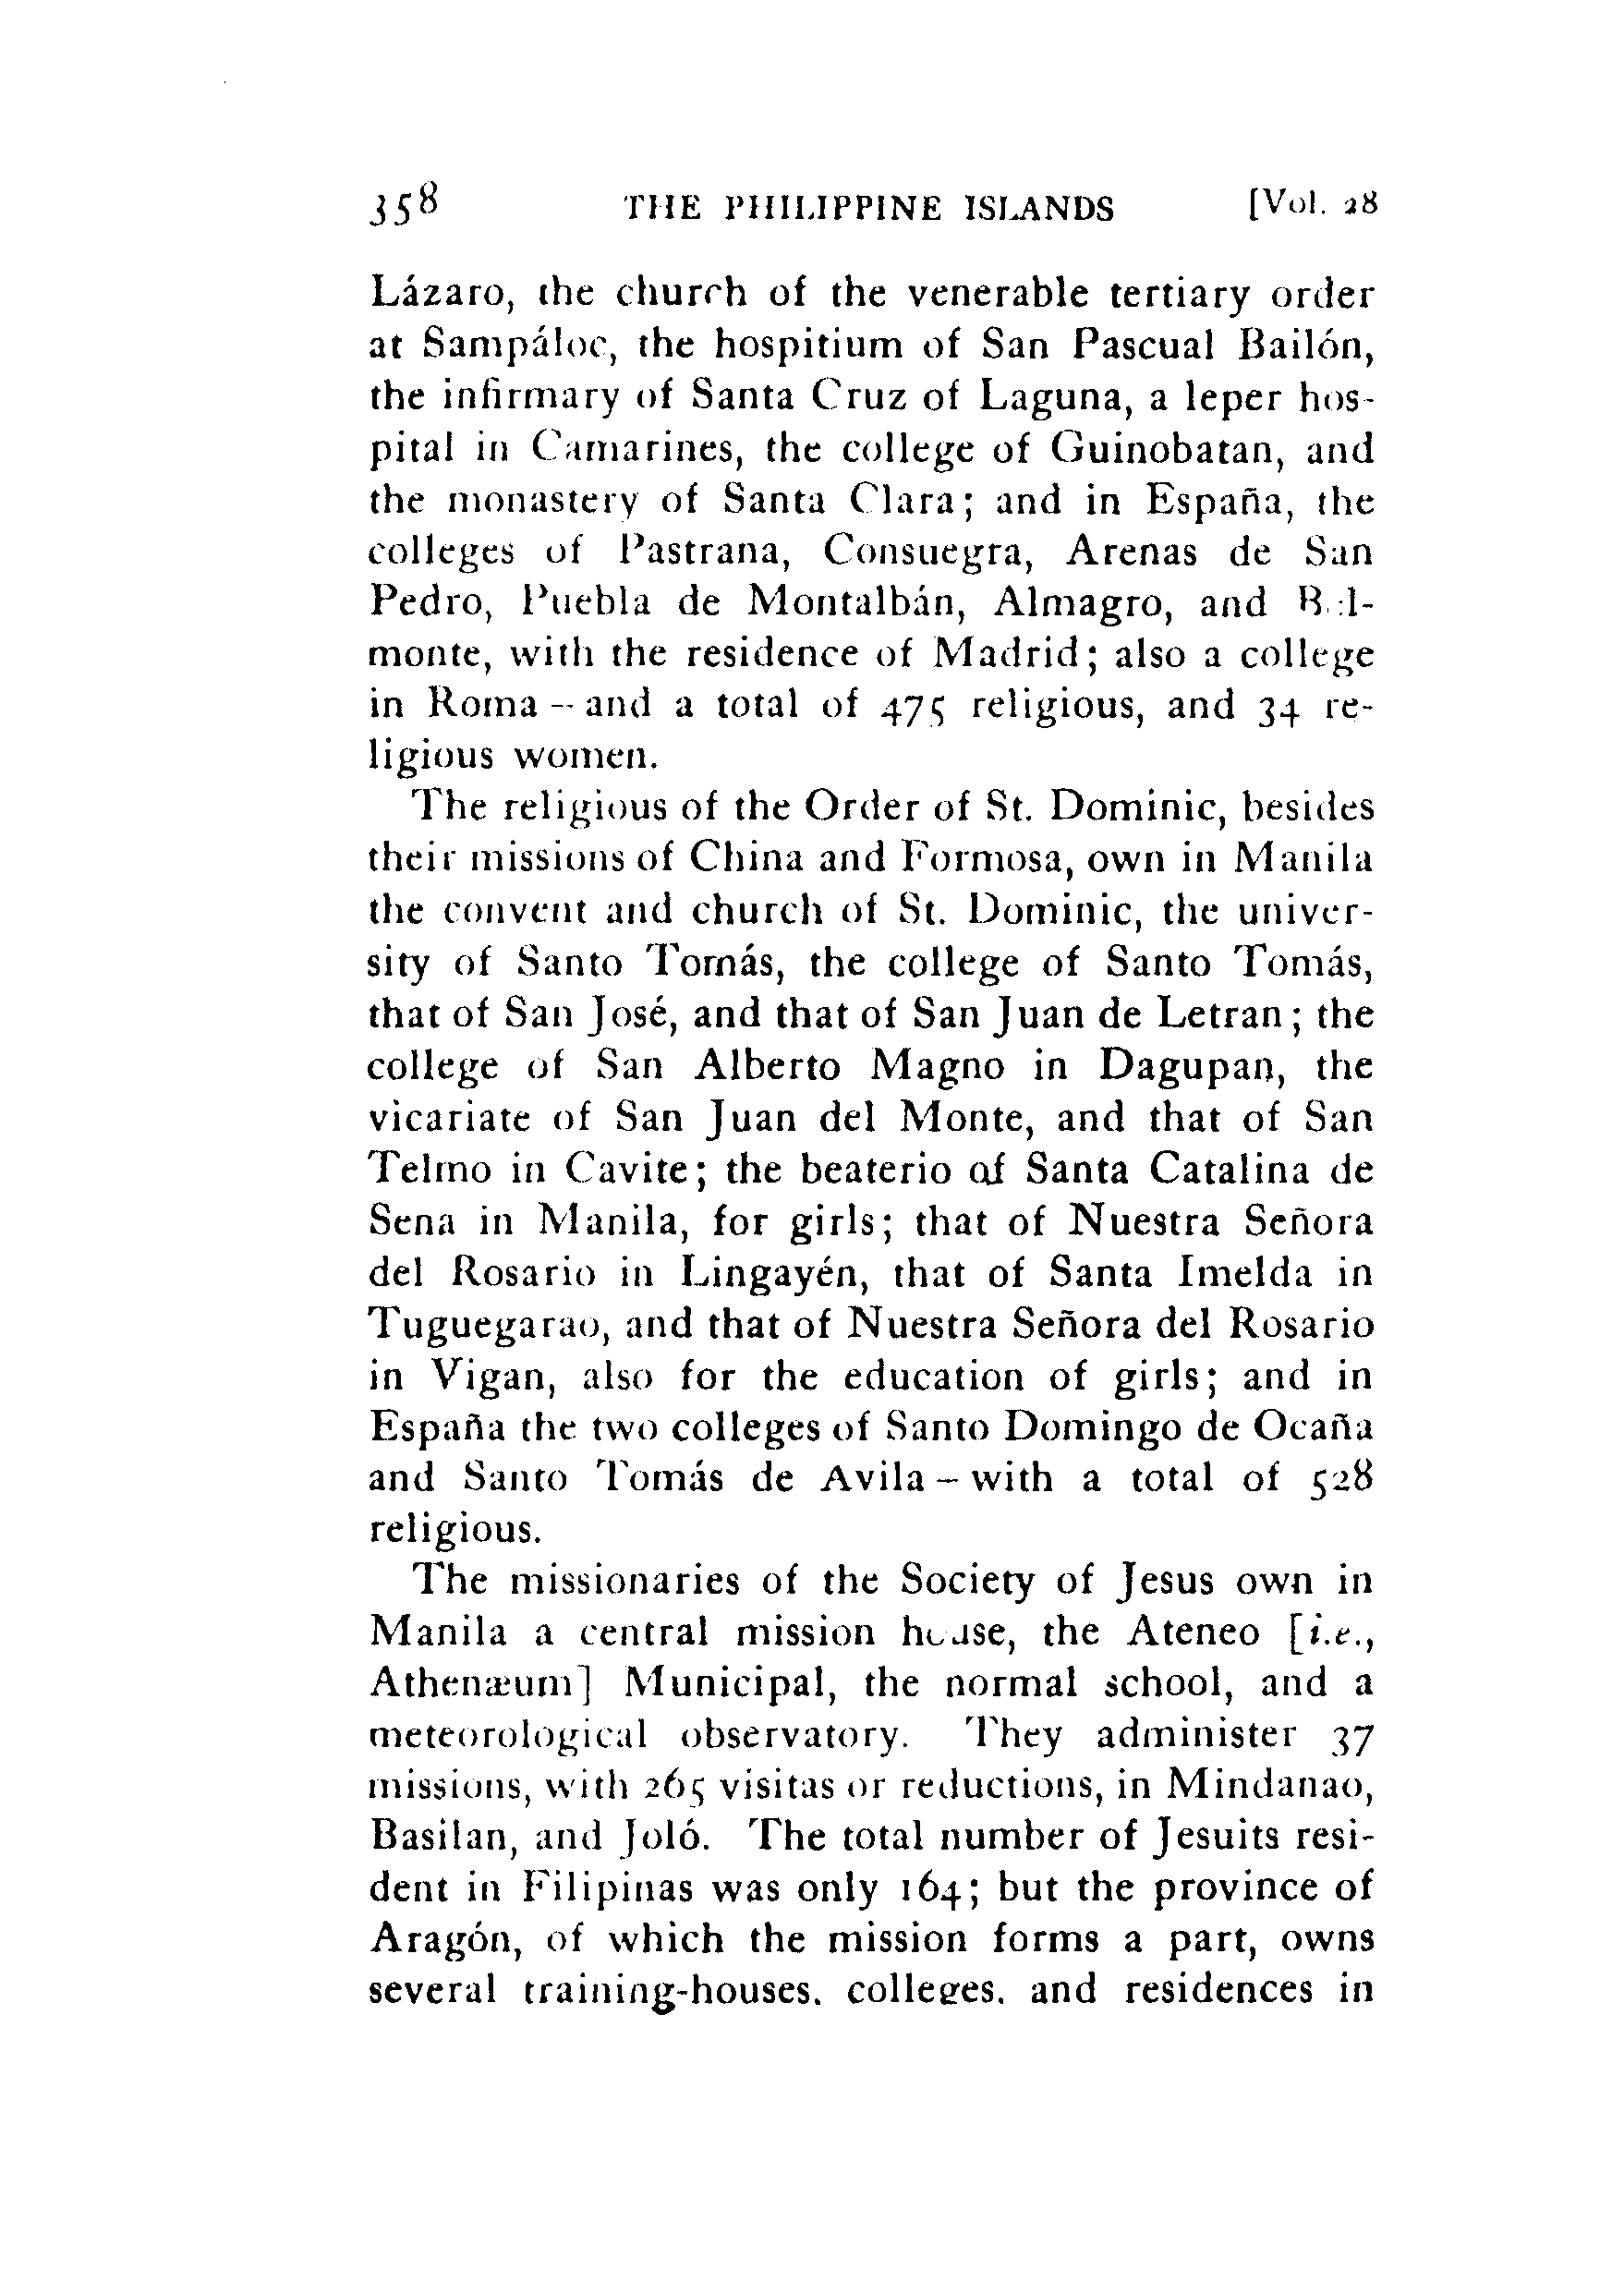 358 THE PHILIPPINE ISLANDS [Vol. 28
Lázaro, the church of the venerable tertiary order
at Sampáloc, the hospitium of San Pascual Bailón,
the infirmary of Santa Cruz of Laguna, a leper hos-
pital in Camarines, the college of Guinobatan, and
the monastery of Santa Clara; and in España, the
colleges of Pastrana, Consuegra, Arenas de San
Pedro, Puebla de Montalbán, Almagro, and Bel-
monte, with the residence of Madrid; also a college
in Roma – and a total of 475 religious, and 34 re-
ligious women.
The religious of the Order of St. Dominic, besides
their missions of China and Formosa, own in Manila
the convent and church of St. Dominic, the univer-
sity of Santo Tomás, the college of Santo Tomás,
that of San José, and that of San Juan de Letran; the
college of San Alberto Magno in Dagupan, the
vicariate of San Juan del Monte, and that of San
Telmo in Cavite; the beaterio of Santa Catalina de
Sena in Manila, for girls; that of Nuestra Señora
del Rosario in Lingayén, that of Santa Imelda in
Tuguegarao, and that of Nuestra Señora del Rosario
in Vigan, also for the education of girls; and in
España the two colleges of Santo Domingo de Ocaña
and Santo Tomás de Avila – with a total of 528
religious.
The missionaries of the Society of Jesus own in
Manila a central mission house, the Ateneo [i.e.,
Athenæum] Municipal, the normal school, and a
meteorological observatory. They administer 37
missions, with 265 visitas or reductions, in Mindanao,
Basilan, and Joló. The total number of Jesuits resi-
dent in Filipinas was only 164; but the province of
Aragón, of which the mission forms a part, owns
several training-houses, colleges, and residences in